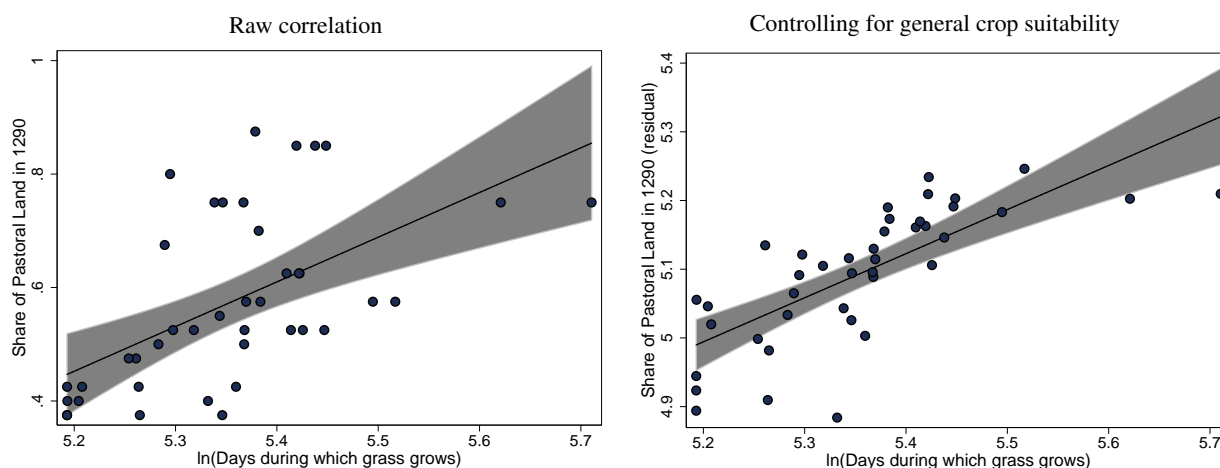 Raw correlation
Share of Pastoral Land in 1290
1
.8
.6
.4
5.2 5.3 5.4 5.5 5.6 5.7
ln(Days during which grass grows)
Controlling for general crop suitability
Share of Pastoral Land in 1290 (residual)
5.4
5.3
5.2
5.1
5
4.9
5.2 5.3 5.4 5.5 5.6 5.7
ln(Days during which grass grows)